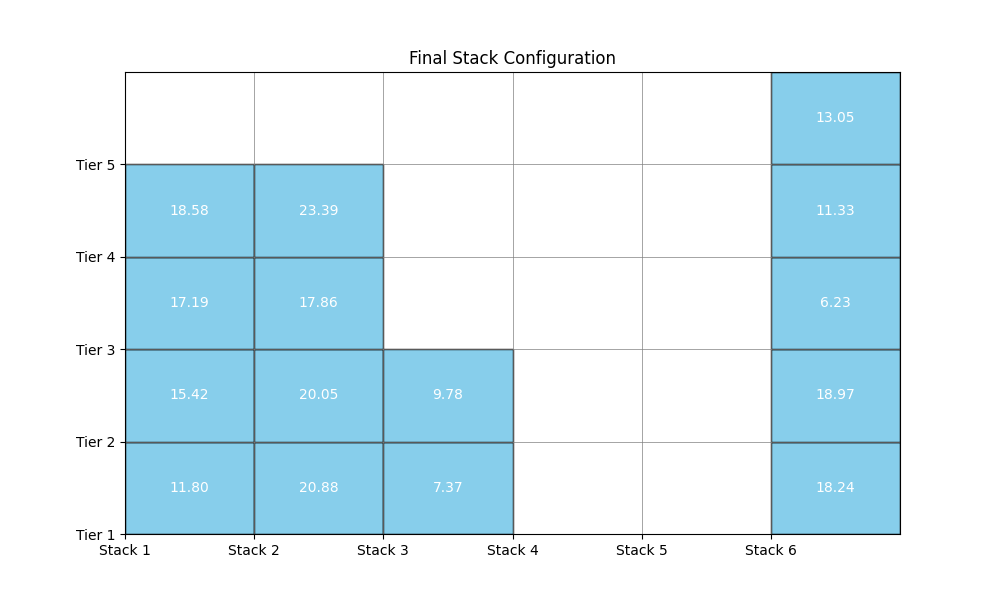 Final Stack Configuration
13.05
Tier 5
18.58 23.39 11.33
Tier 4
17.19 17.86 6.23
Tier 3
15.42 20.05 9.78 18.97
Tier 2
11.80 20.88 7.37 18.24
Tier 1
Stack 1 Stack 2 Stack 3 Stack 4 Stack 5 Stack 6